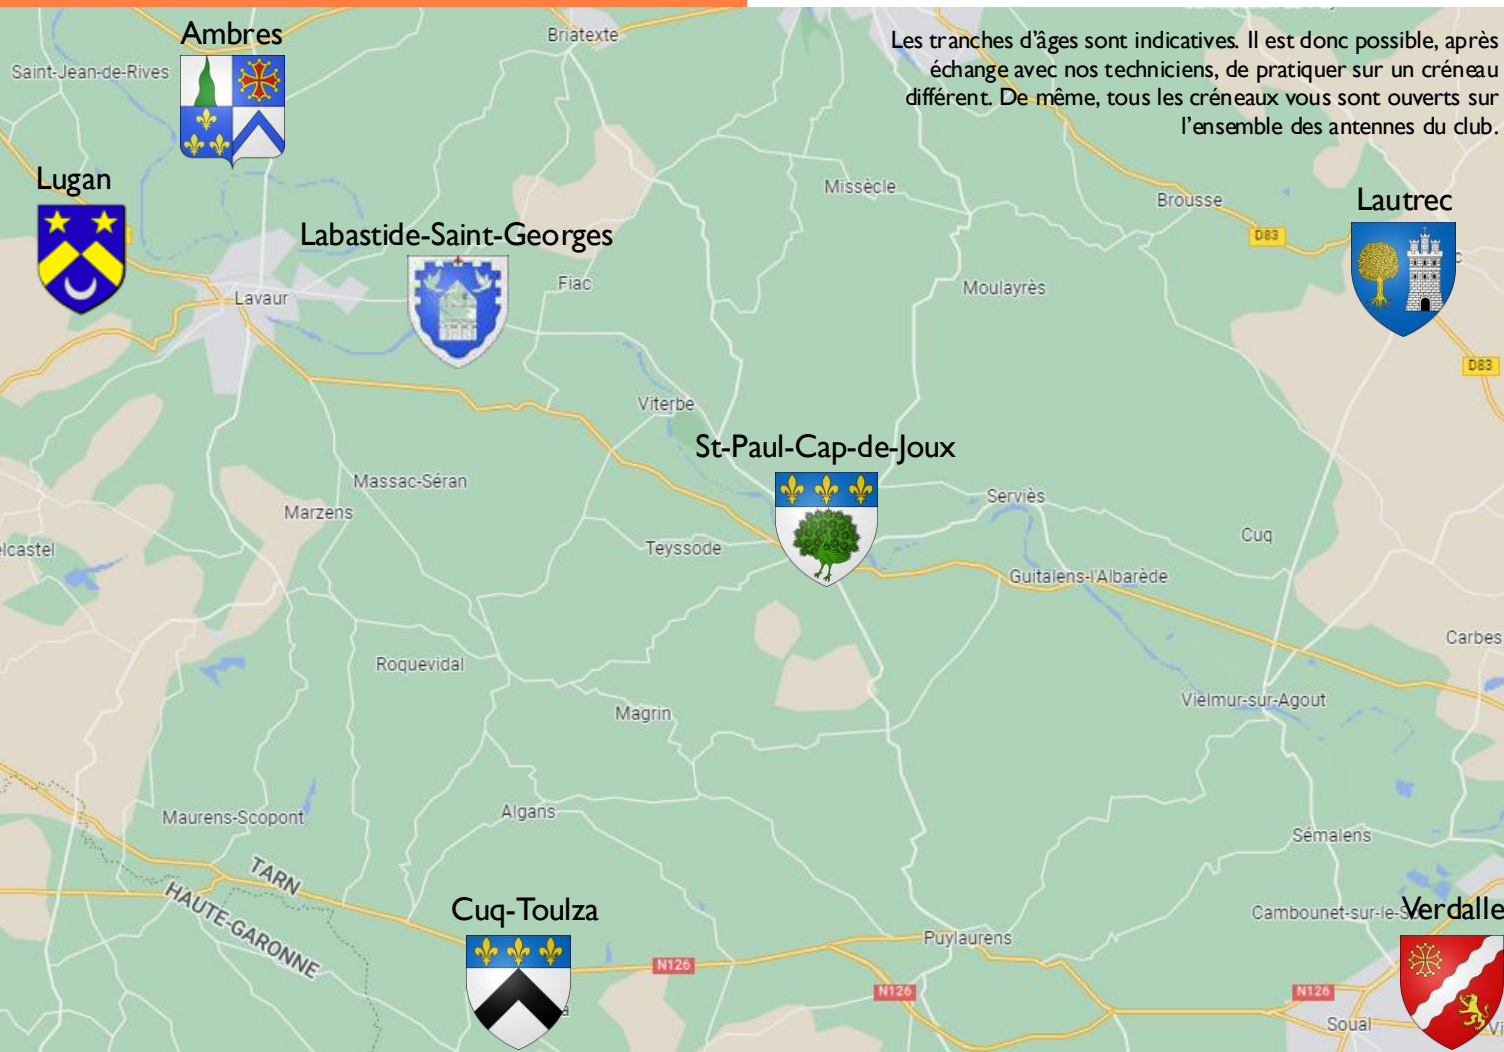 Ambres
Briatexte
Les tranches d'âges sont indicatives. Il est donc possible, après
échange avec nos techniciens, de pratiquer sur un créneau
différent. De même, tous les créneaux vous sont ouverts sur
l'ensemble des antennes du club.
Saint-Jean-de-Rives
Lugan
Missècle
Brousse
Lautrec
D83
Labastide-Saint-Georges
Fiac
Moulayrès
Lavaur
D83
Viterbe
St-Paul-Cap-de-Joux
Massac-Séran
Marzens
Serviès
Cuq
elcastel
Teyssode
Guitalens-l'Albarède
Carbes
Roquevidal
Magrin
Vielmur-sur-Agout
Maurens-Scopont
Algans
Sémalens
TARN
HAUTE-GARONNE
Cuq-Toulza
Cambounet-sur-le-S
Verdalle
Puylaurens
N126
N126
N126
Soual